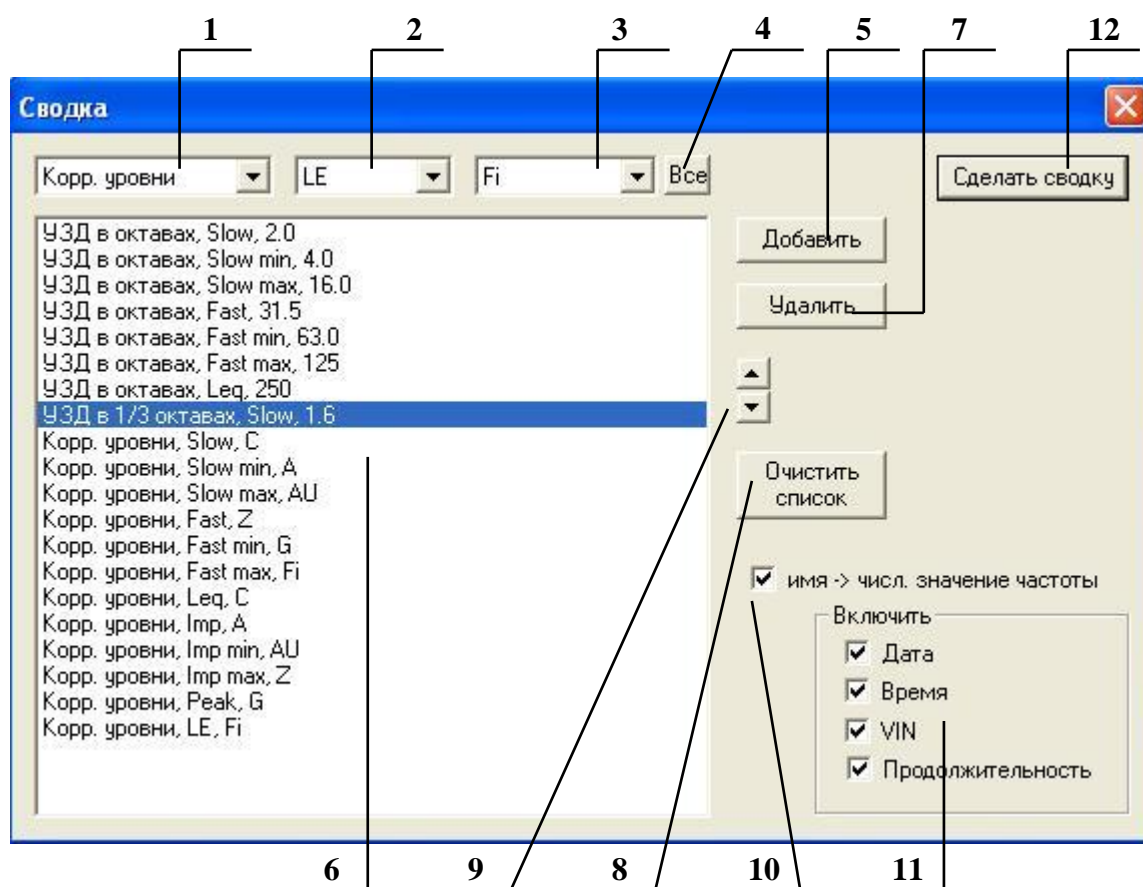 1 2 3 4 5 7 12
Сводка
Корр. уровни LE Fi Все Сделать сводку
УЗД в октавах, Slow, 2.0
УЗД в октавах, Slow min, 4.0
УЗД в октавах, Slow max, 16.0
УЗД в октавах, Fast, 31.5
УЗД в октавах, Fast min, 63.0
УЗД в октавах, Fast max, 125
УЗД в октавах, Leq, 250
УЗД в 1/3 октавах, Slow, 1.6
Корр. уровни, Slow, C
Корр. уровни, Slow min, A
Корр. уровни, Slow max, AU
Корр. уровни, Fast, Z
Корр. уровни, Fast min, G
Корр. уровни, Fast max, Fi
Корр. уровни, Leq, C
Корр. уровни, Imp, A
Корр. уровни, Imp min, AU
Корр. уровни, Imp max, Z
Корр. уровни, Peak, G
Корр. уровни, LE, Fi
Добавить
Удалить
Очистить
список
имя -> числ. значение частоты
Включить
Дата
Время
VIN
Продолжительность
6 9 8 10 11